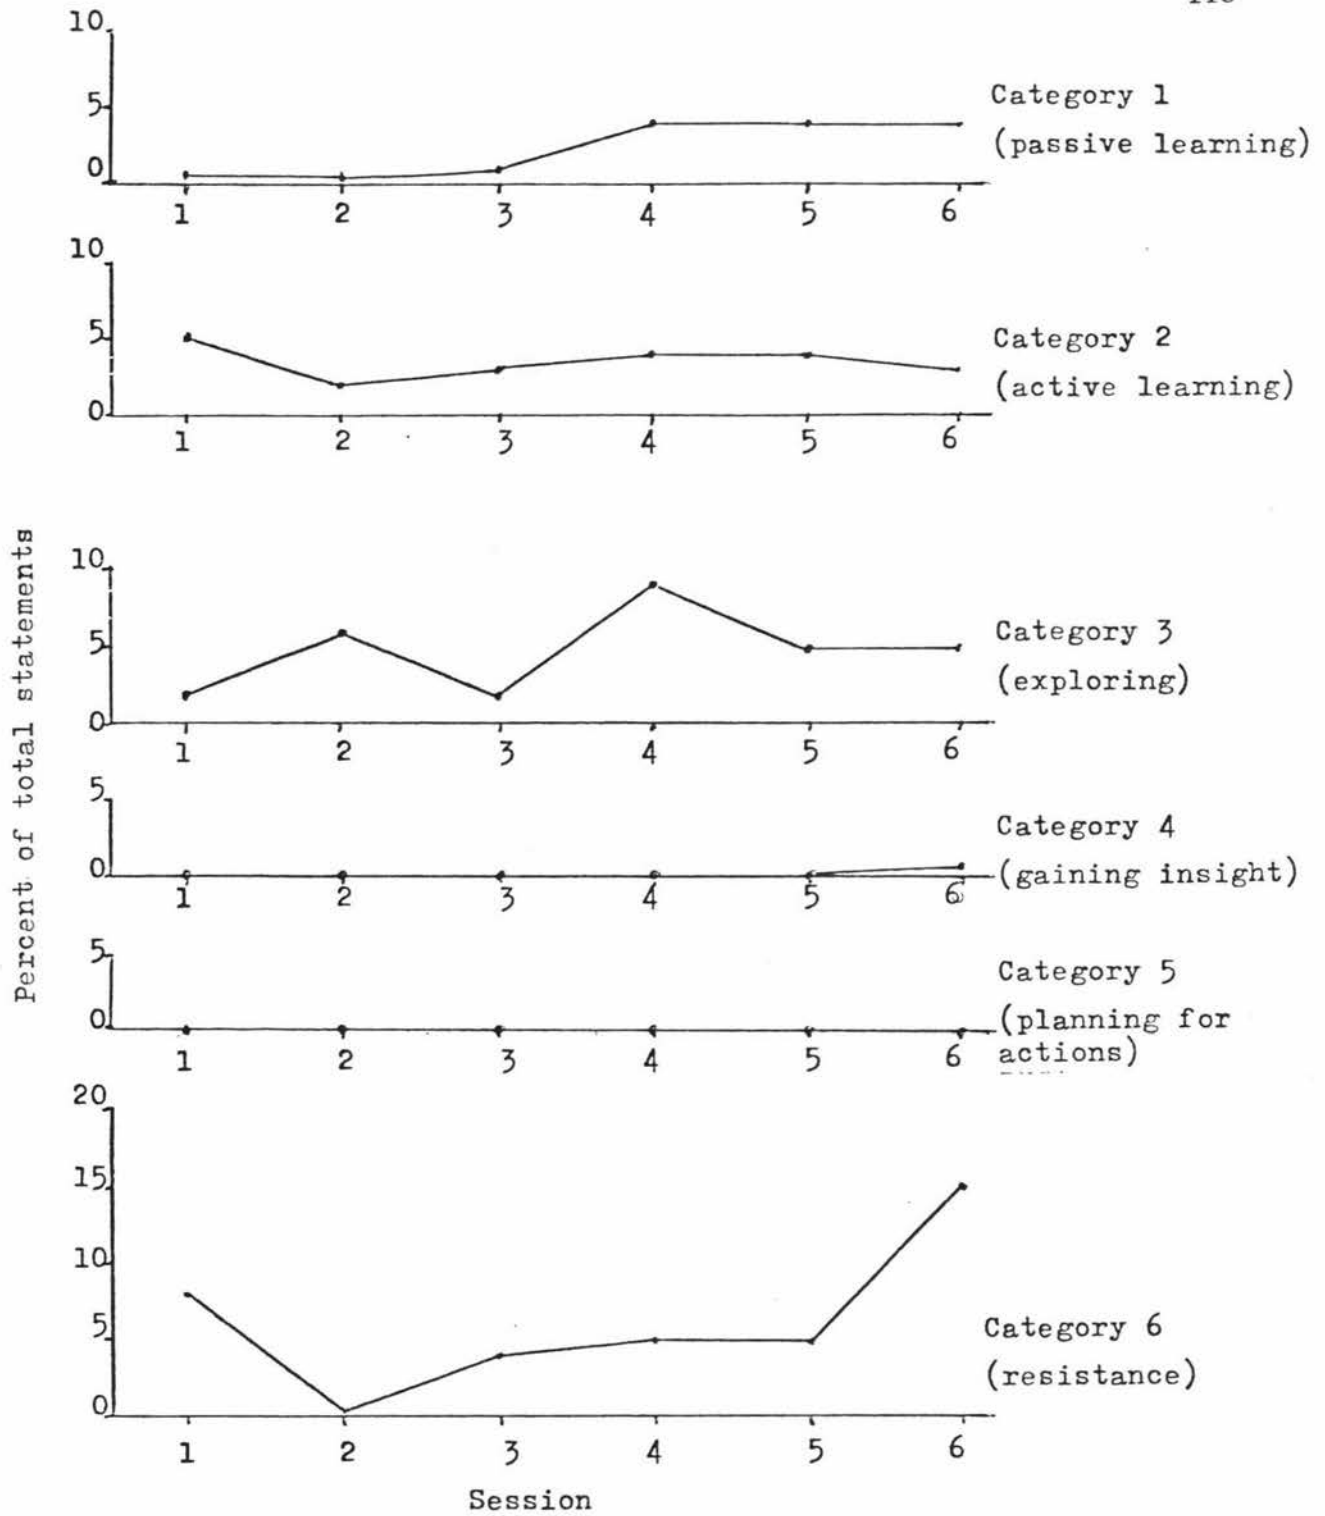 10
5
0
1 2 3 4 5 6
Category 1
(passive learning)
10
5
0
1 2 3 4 5 6
Category 2
(active learning)
Percent of total statements
10
5
0
1 2 3 4 5 6
Category 3
(exploring)
5
0
1 2 3 4 5 6
Category 4
(gaining insight)
5
0
1 2 3 4 5 6
Category 5
(planning for
actions)
20
15
10
5
0
1 2 3 4 5 6
Category 6
(resistance)
Session